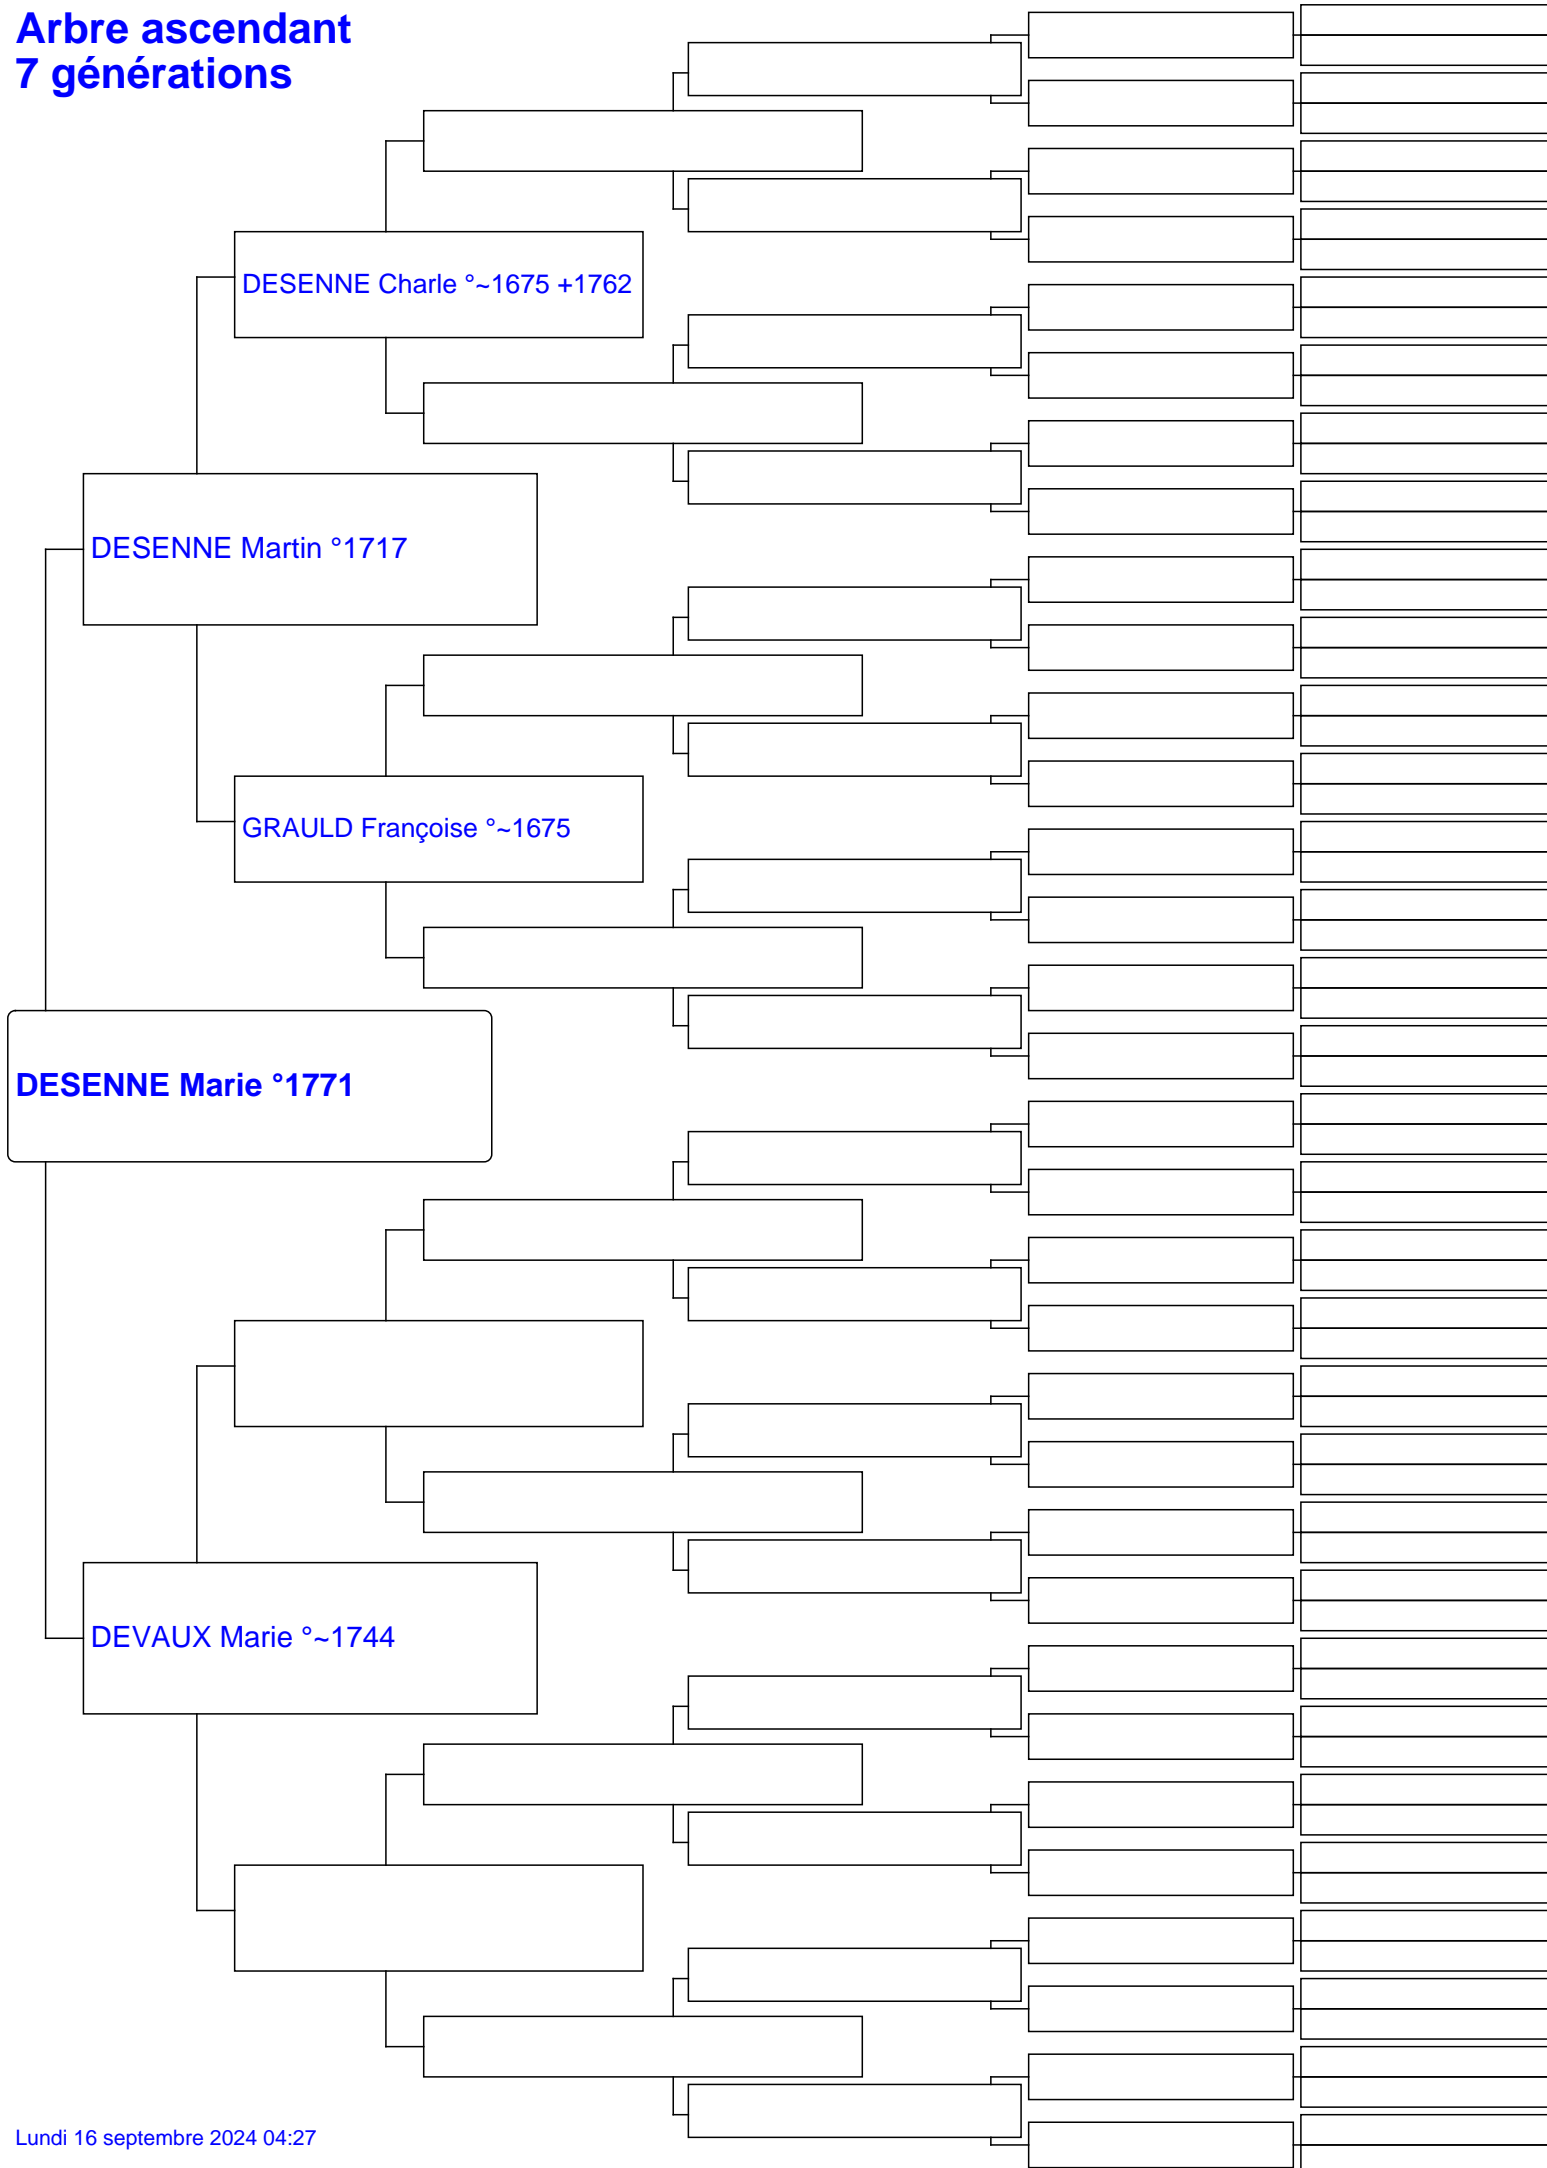 Arbre ascendant
7 générations
DESENNE Charle °~1675 +1762
DESENNE Martin °1717
GRAULD Françoise °~1675
DESENNE Marie °1771
DEVAUX Marie °~1744
Lundi 16 septembre 2024 04:27